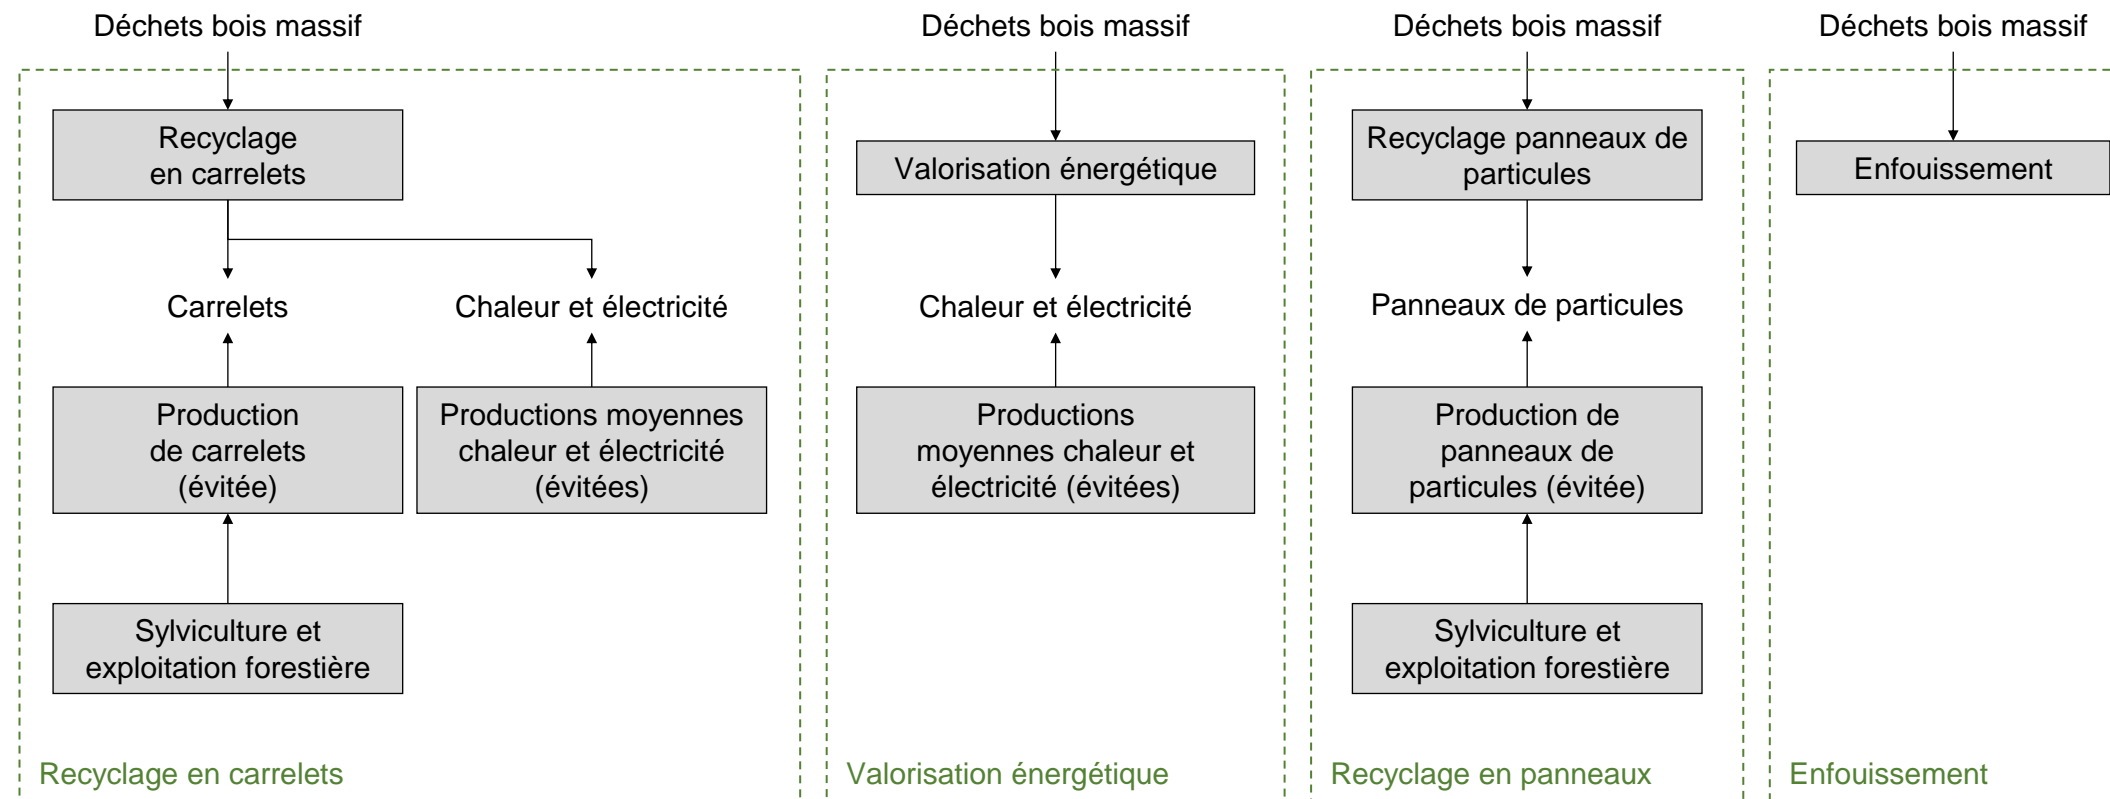 Déchets bois massif
Recyclage
en carrelets
Carrelets
Chaleur et électricité
Production
de carrelets
(évitée)
Productions moyennes
chaleur et électricité
(évitées)
Sylviculture et
exploitation forestière
Recyclage en carrelets
Déchets bois massif
Valorisation énergétique
Chaleur et électricité
Productions
moyennes chaleur et
électricité (évitées)
Valorisation énergétique
Déchets bois massif
Recyclage panneaux de
particules
Panneaux de particules
Production de
panneaux de
particules (évitée)
Sylviculture et
exploitation forestière
Recyclage en panneaux
Déchets bois massif
Enfouissement
Enfouissement